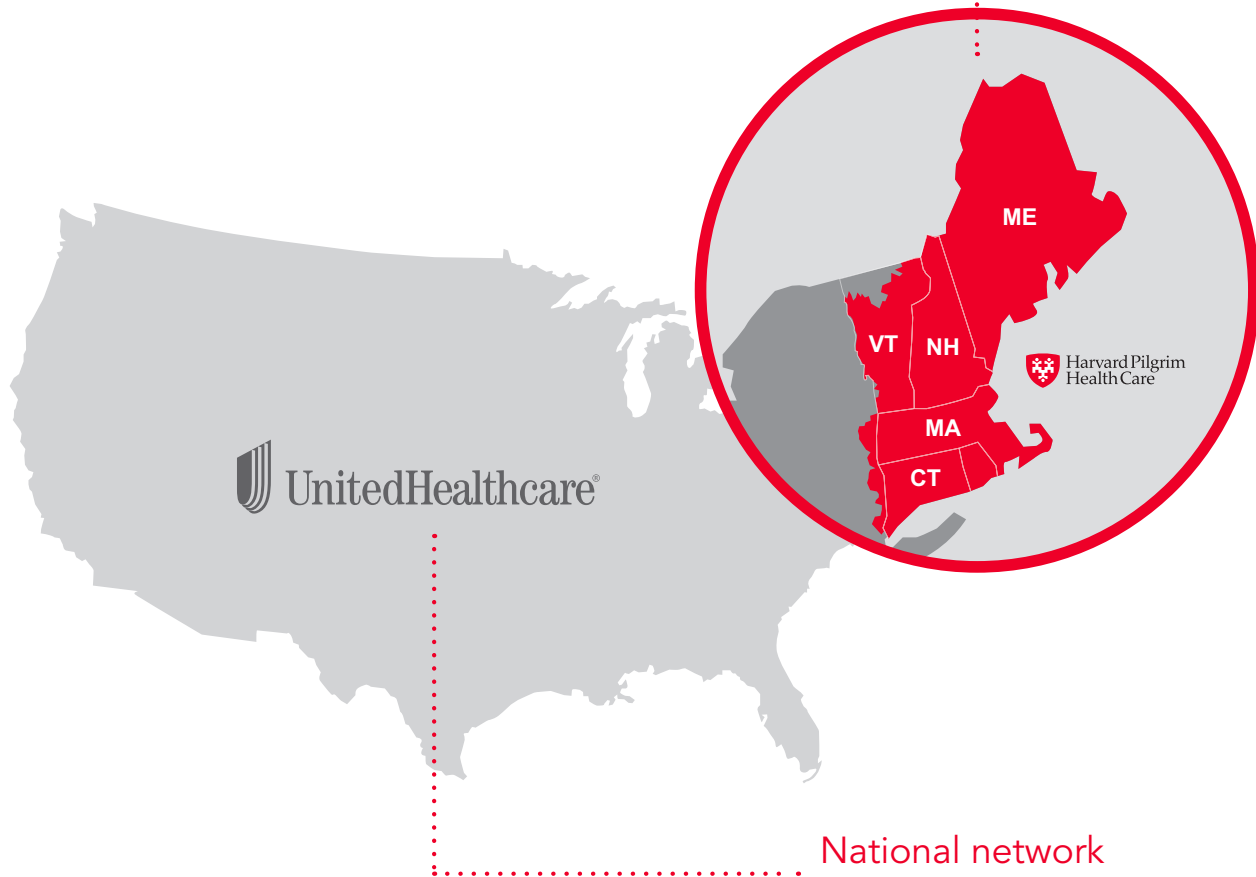 ME
VT
NH
Harvard Pilgrim
Health Care
MA
CT
UnitedHealthcare®
National network